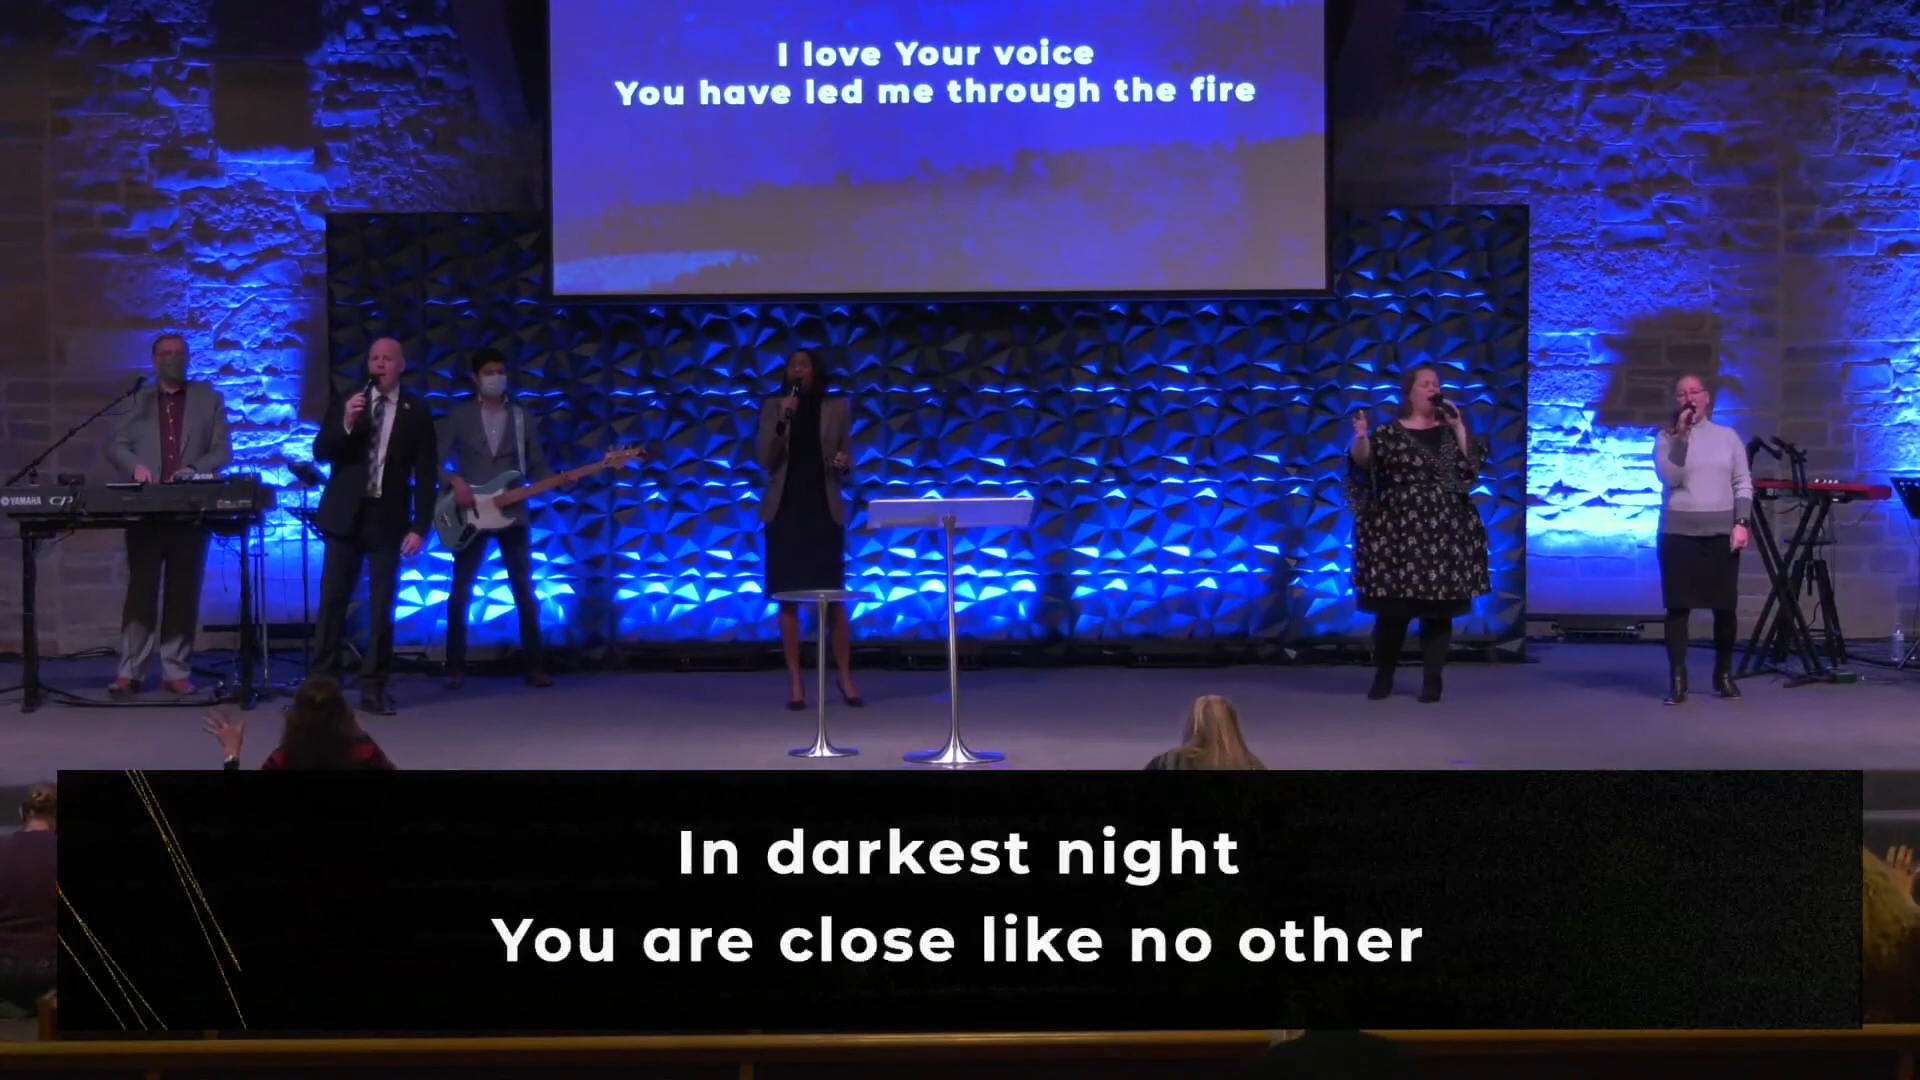 I love Your voice
You have led me through the fire
YAMAHA CP
In darkest night
You are close like no other